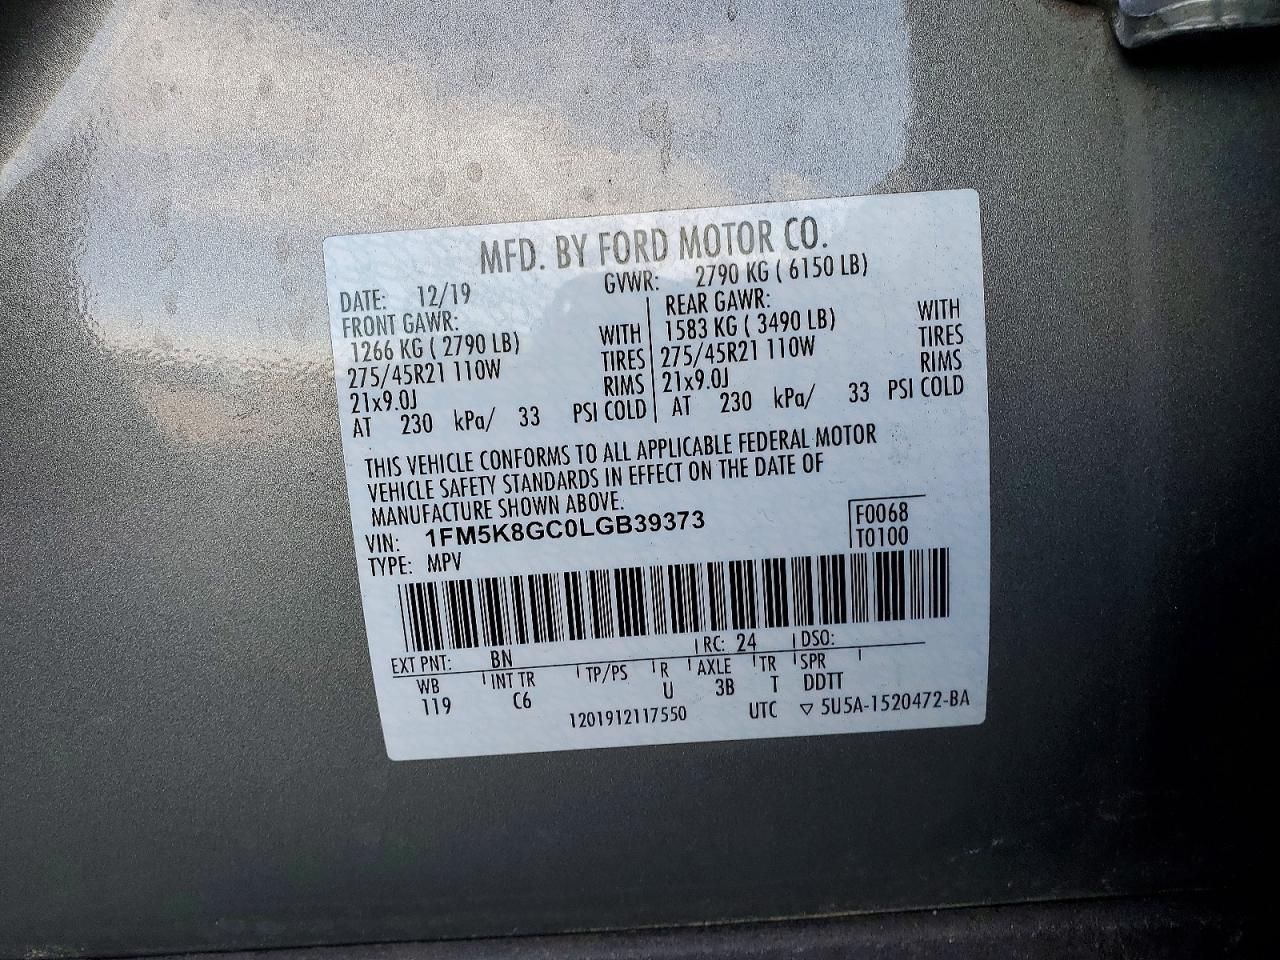 MFD. BY FORD MOTOR CO.
DATE: 12/19 GVWR: 2790 KG ( 6150 LB)
FRONT GAWR: REAR GAWR:
1266 KG ( 2790 LB) WITH 1583 KG ( 3490 LB) WITH
275/45R21 110W TIRES 275/45R21 110W TIRES
21x9.0J RIMS 21x9.0J RIMS
AT 230 kPa/ 33 PSI COLD AT 230 kPa/ 33 PSI COLD
THIS VEHICLE CONFORMS TO ALL APPLICABLE FEDERAL MOTOR
VEHICLE SAFETY STANDARDS IN EFFECT ON THE DATE OF
MANUFACTURE SHOWN ABOVE.
VIN: 1FM5K8GC0LGB39373 F0068
TYPE: MPV T0100
EXT PNT: BN RC: 24 DSO:
WB INT TR TP/PS R AXLE TR SPR
119 C6 U 3B T DDTT
1201912117550 UTC ▽ 5U5A-1520472-BA